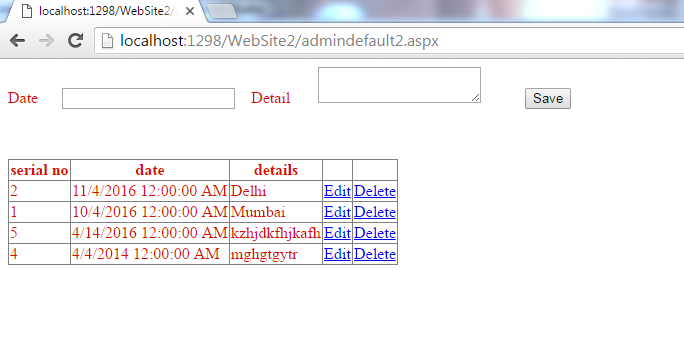 localhost:1298/WebSite2/
localhost:1298/WebSite2/admindefault2.aspx
Date Detail Save
serial no date details
2 11/4/2016 12:00:00 AM Delhi Edit Delete
1 10/4/2016 12:00:00 AM Mumbai Edit Delete
5 4/14/2016 12:00:00 AM kzhjdkfhjkafh Edit Delete
4 4/4/2014 12:00:00 AM mghgtgytr Edit Delete